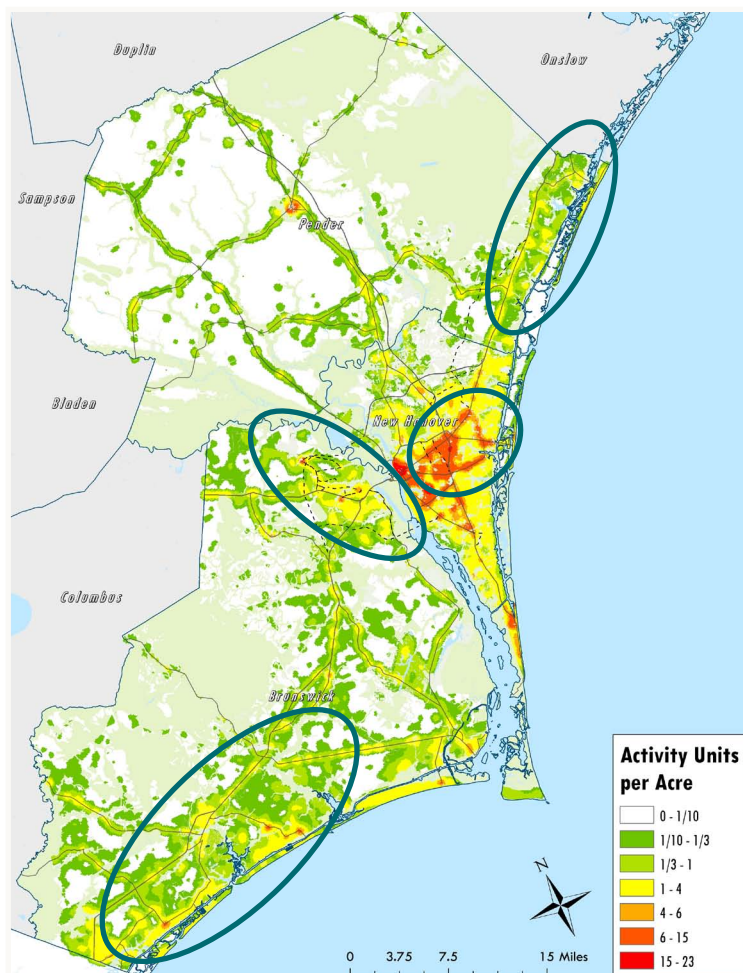 Duplin
Onslow
Sampson
Pender
Bladen
New Hanover
Columbus
Brunswick
Activity Units
per Acre
0 - 1/10
1/10 - 1/3
1/3 - 1
1 - 4
4 - 6
6 - 15
15 - 23
N
0 3.75 7.5 15 Miles